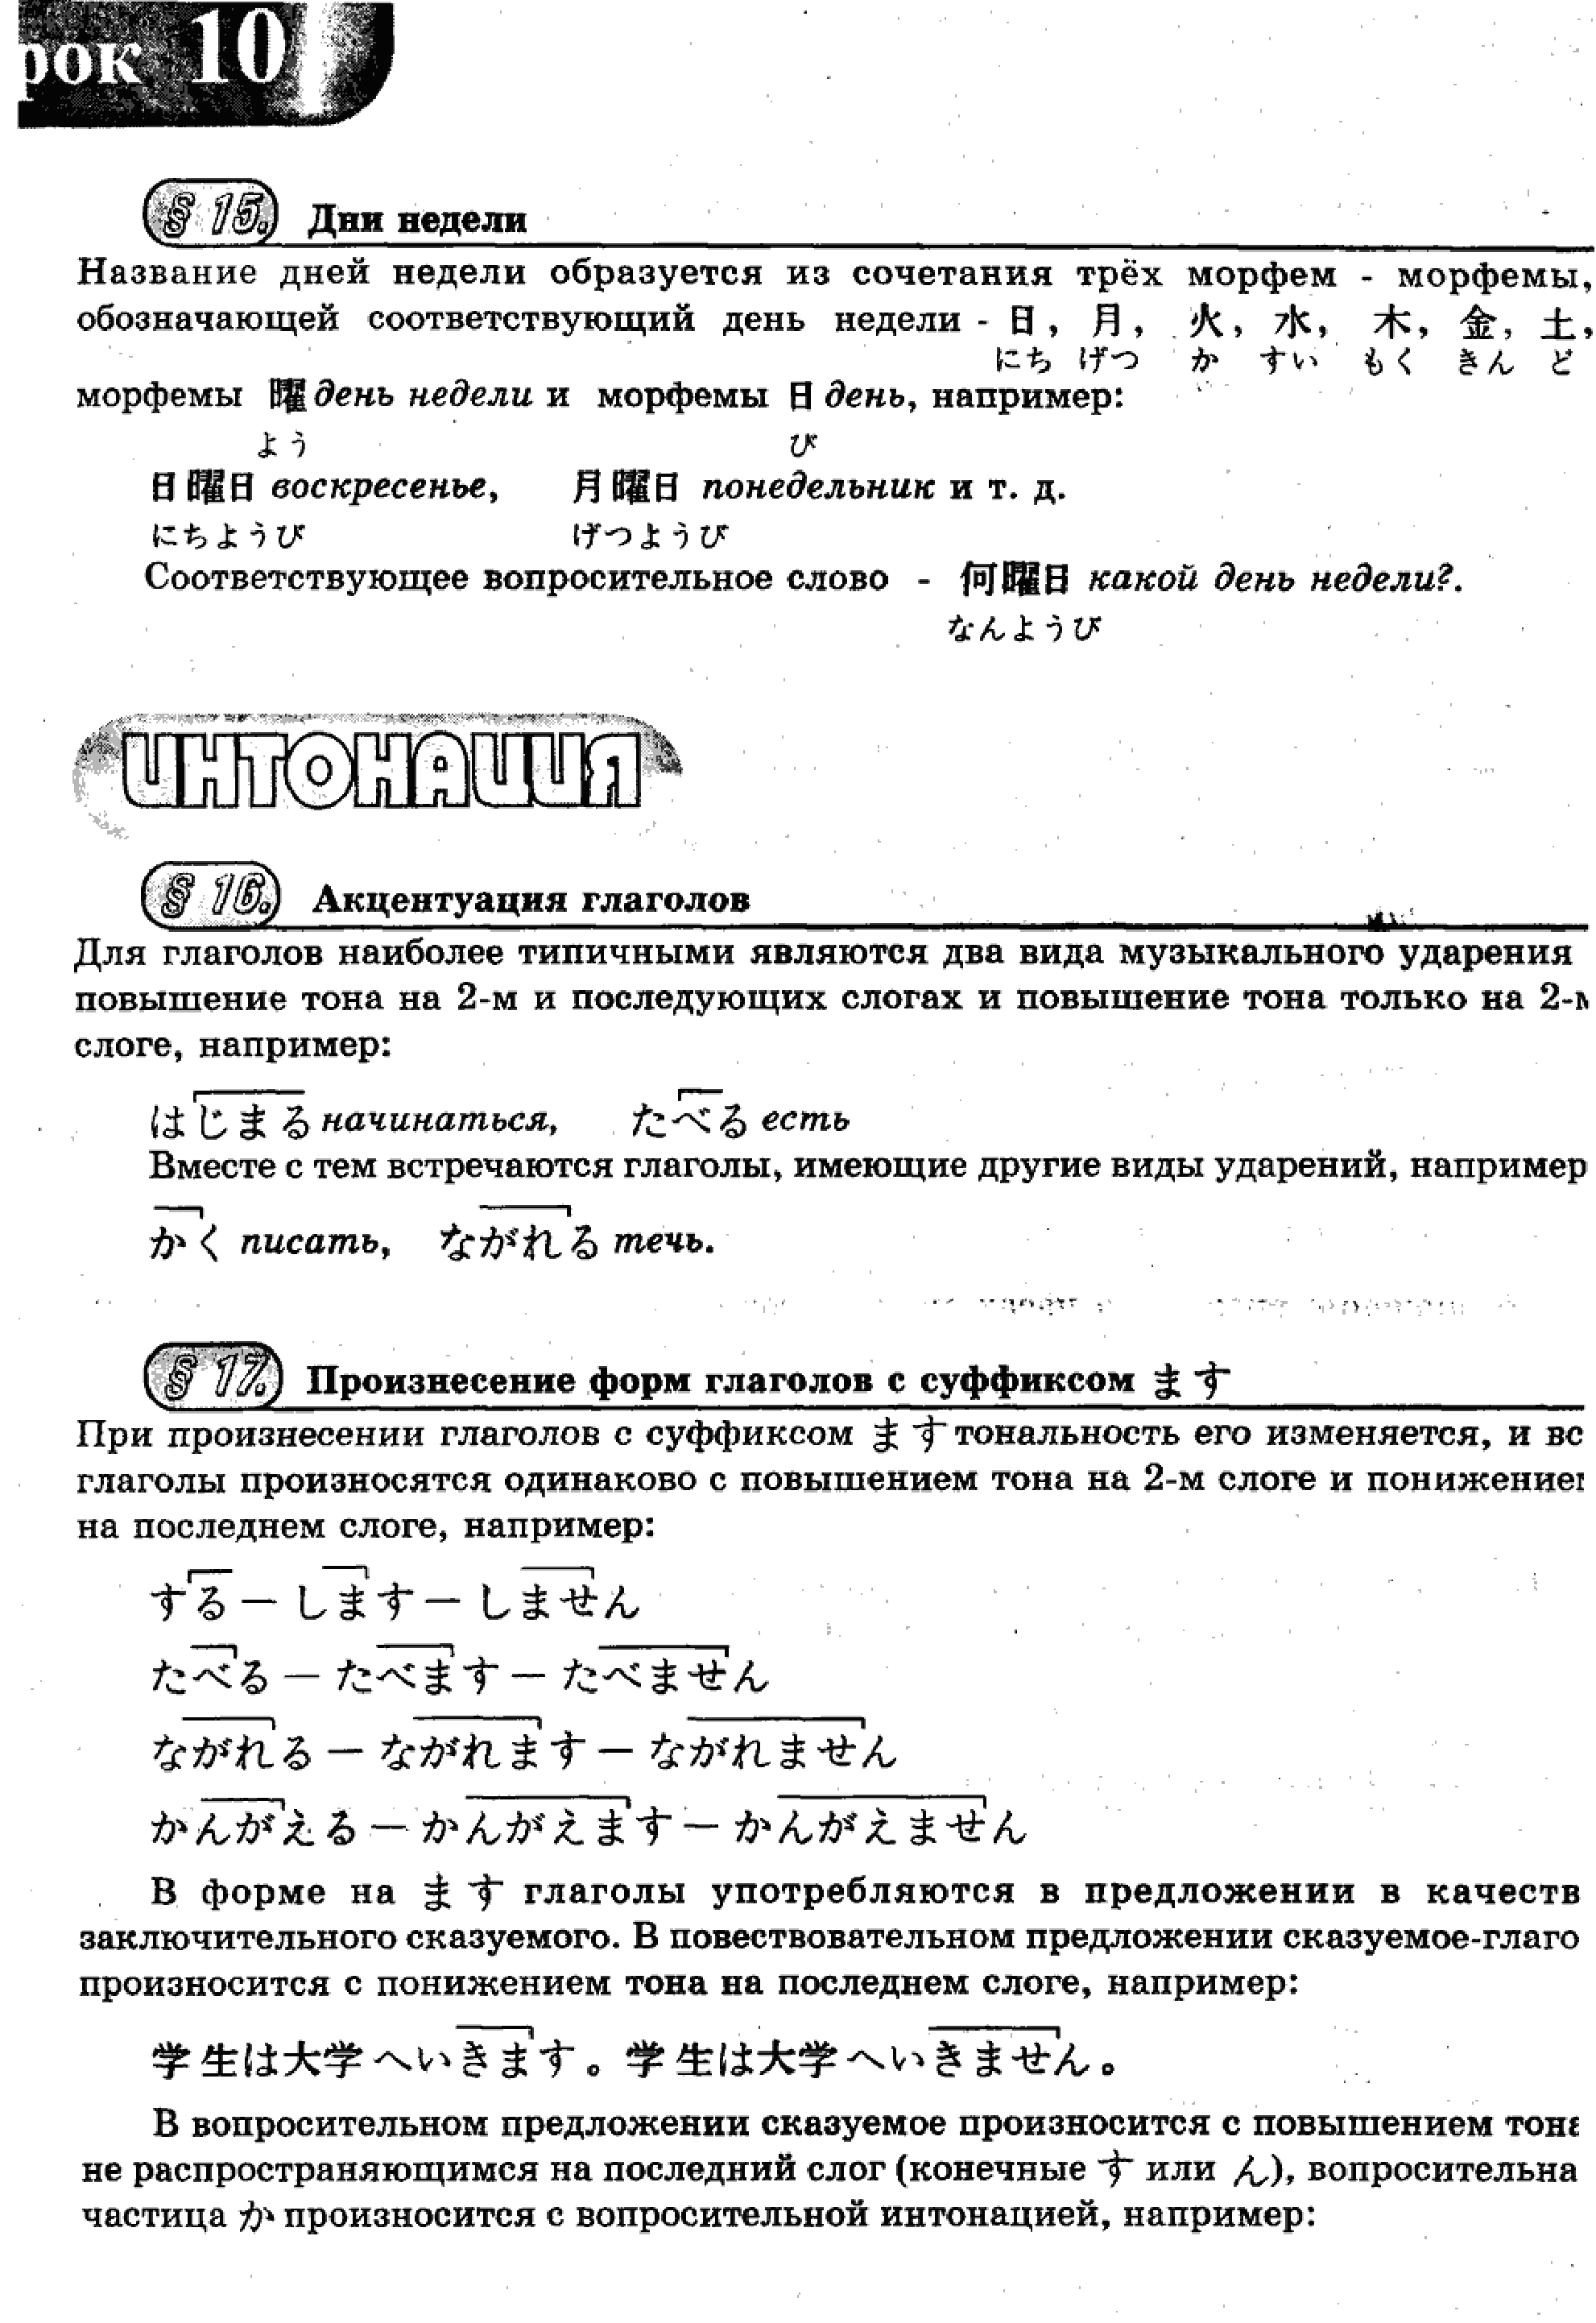 рок 10
§ 15. Дни недели
Название дней недели образуется из сочетания трёх морфем - морфемы,
обозначающей соответствующий день недели - 日, 月, 火, 水, 木, 金, 土,
にち げつ か すい もく きん ど
морфемы 曜 день недели и морфемы 日 день, например:
よう び
日曜日 воскресенье, 月曜日 понедельник и т. д.
にちようび げつようび
Соответствующее вопросительное слово - 何曜日 какой день недели?.
なんようび
ИНТОНАЦИЯ
§ 16. Акцентуация глаголов
Для глаголов наиболее типичными являются два вида музыкального ударения
повышение тона на 2-м и последующих слогах и повышение тона только на 2-м
слоге, например:
はじまる начинаться, たべる есть
Вместе с тем встречаются глаголы, имеющие другие виды ударений, например
かく писать, ながれる течь.
§ 17. Произнесение форм глаголов с суффиксом ます
При произнесении глаголов с суффиксом ます тональность его изменяется, и вс
глаголы произносятся одинаково с повышением тона на 2-м слоге и понижением
на последнем слоге, например:
する — します — しません
たべる — たべます — たべません
ながれる — ながれます — ながれません
かんがえる — かんがえます — かんがえません
В форме на ます глаголы употребляются в предложении в качеств
заключительного сказуемого. В повествовательном предложении сказуемое-глаго
произносится с понижением тона на последнем слоге, например:
学生は大学へいきます。学生は大学へいきません。
В вопросительном предложении сказуемое произносится с повышением тона
не распространяющимся на последний слог (конечные す или ん), вопросительна
частица か произносится с вопросительной интонацией, например: